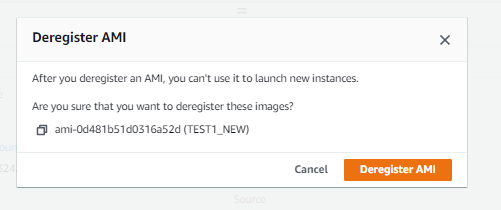 Deregister AMI
After you deregister an AMI, you can't use it to launch new instances.
Are you sure that you want to deregister these images?
ami-0d481b51d0316a52d (TEST1_NEW)
Cancel
Deregister AMI
Source